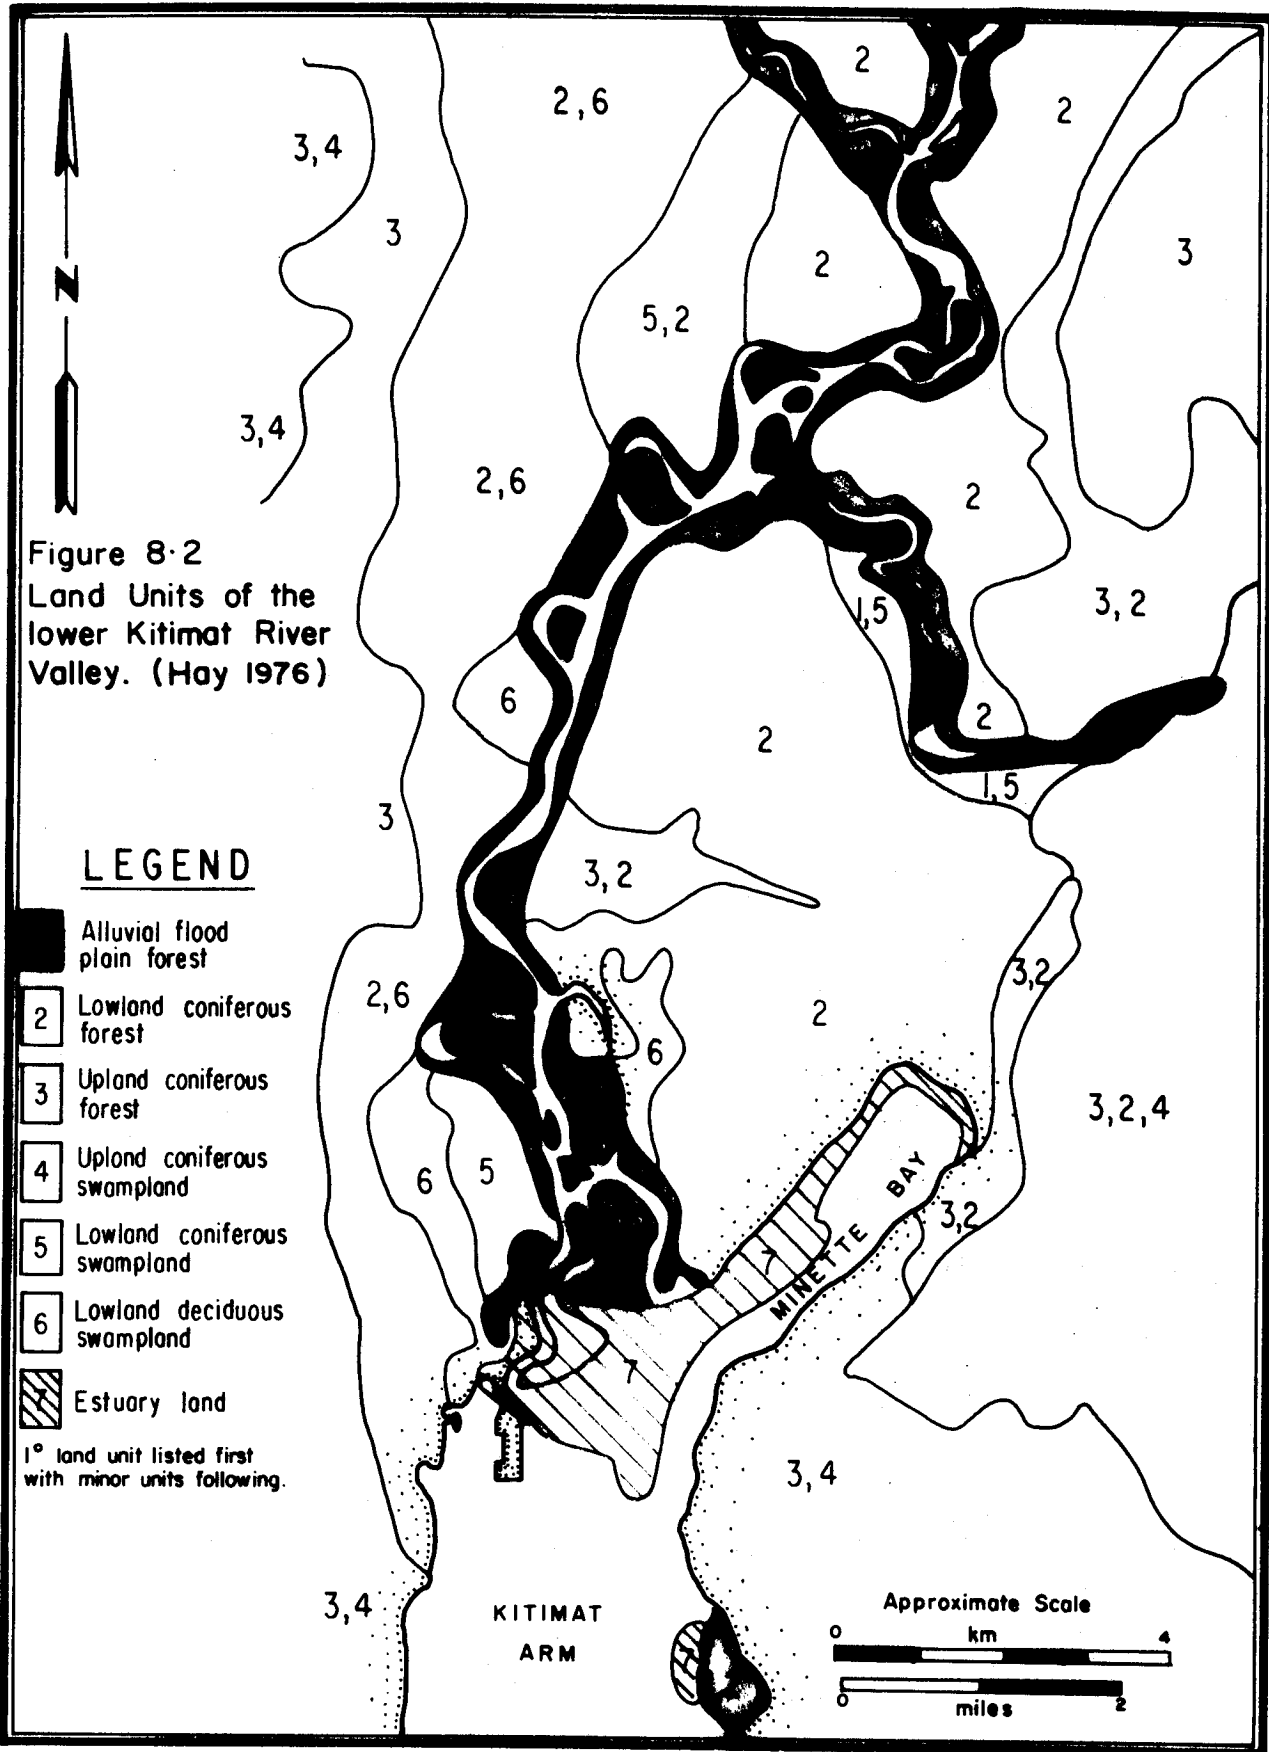 2
2,6
2
3,4
3
3
2
N
5,2
3,4
2,6
2
Figure 8·2
Land Units of the
lower Kitimat River
Valley. (Hay 1976)
3,2
1,5
6
2
2
1,5
3
3,2
LEGEND
Alluvial flood
plain forest
2 Lowland coniferous
forest
3 Upland coniferous
forest
4 Upland coniferous
swampland
5 Lowland coniferous
swampland
6 Lowland deciduous
swampland
7 Estuary land
1° land unit listed first
with minor units following.
3,2
2,6
2
6
3,2,4
6
5
3,2
7
MINETTE BAY
7
3,4
3,4
KITIMAT
ARM
7
Approximate Scale
0 km 4
0 miles 2